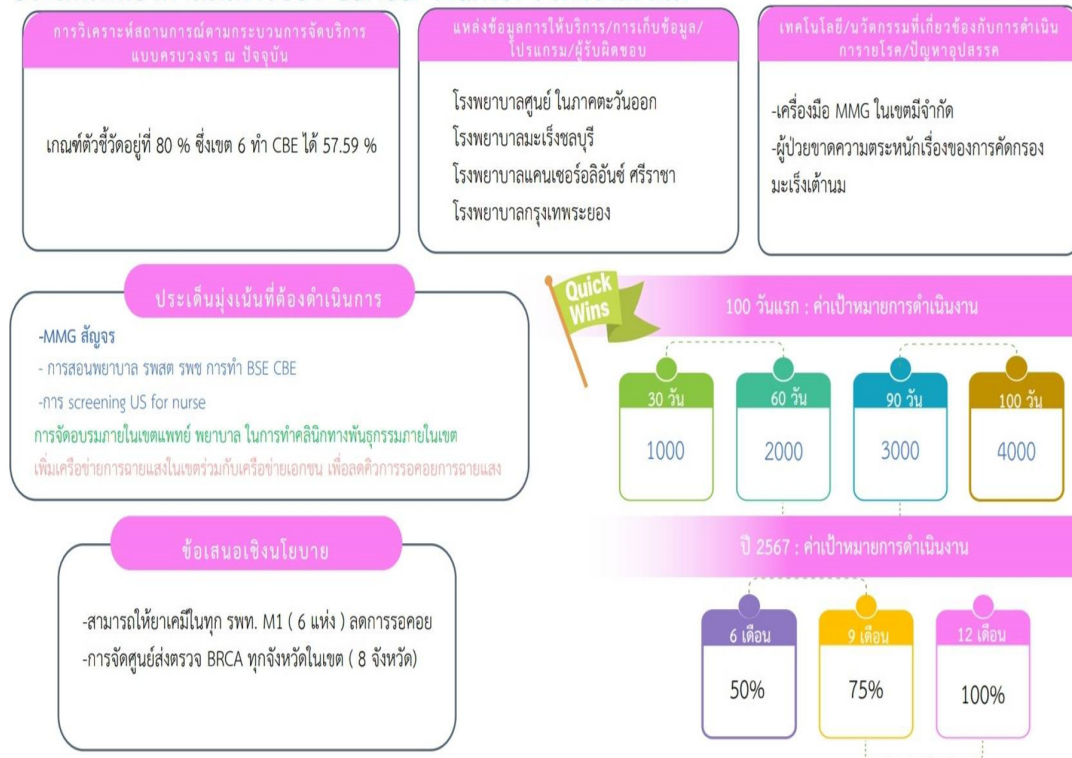 การวิเคราะห์สถานการณ์ตามกระบวนการจัดบริการ
แบบครบวงจร ณ ปัจจุบัน
เกณฑ์ตัวชี้วัดอยู่ที่ 80 % ซึ่งเขต 6 ทำ CBE ได้ 57.59 %
แหล่งข้อมูลการให้บริการ/การเก็บข้อมูล/
โปรแกรม/ผู้รับผิดชอบ
โรงพยาบาลศูนย์ ในภาคตะวันออก
โรงพยาบาลมะเร็งชลบุรี
โรงพยาบาลแคนเซอร์อลิอันซ์ ศรีราชา
โรงพยาบาลกรุงเทพระยอง
เทคโนโลยี/นวัตกรรมที่เกี่ยวข้องกับการดำเนิน
การายโรค/ปัญหาอุปสรรค
-เครื่องมือ MMG ในเขตมีจำกัด
-ผู้ป่วยขาดความตระหนักเรื่องของการคัดกรอง
มะเร็งเต้านม
ประเด็นมุ่งเน้นที่ต้องดำเนินการ
-MMG สัญจร
- การสอนพยาบาล รพสต รพช การทำ BSE CBE
-การ screening US for nurse
การจัดอบรมภายในเขตแพทย์ พยาบาล ในการทำคลินิกทางพันธุกรรมภายในเขต
เพิ่มเครือข่ายการฉายแสงในเขตร่วมกับเครือข่ายเอกชน เพื่อลดคิวการรอคอยการฉายแสง
Quick
Wins
100 วันแรก : ค่าเป้าหมายการดำเนินงาน
30 วัน
60 วัน
90 วัน
100 วัน
1000
2000
3000
4000
ข้อเสนอเชิงนโยบาย
-สามารถให้ยาเคมีในทุก รพท. M1 ( 6 แห่ง ) ลดการรอคอย
-การจัดศูนย์ส่งตรวจ BRCA ทุกจังหวัดในเขต ( 8 จังหวัด)
ปี 2567 : ค่าเป้าหมายการดำเนินงาน
6 เดือน
9 เดือน
12 เดือน
50%
75%
100%